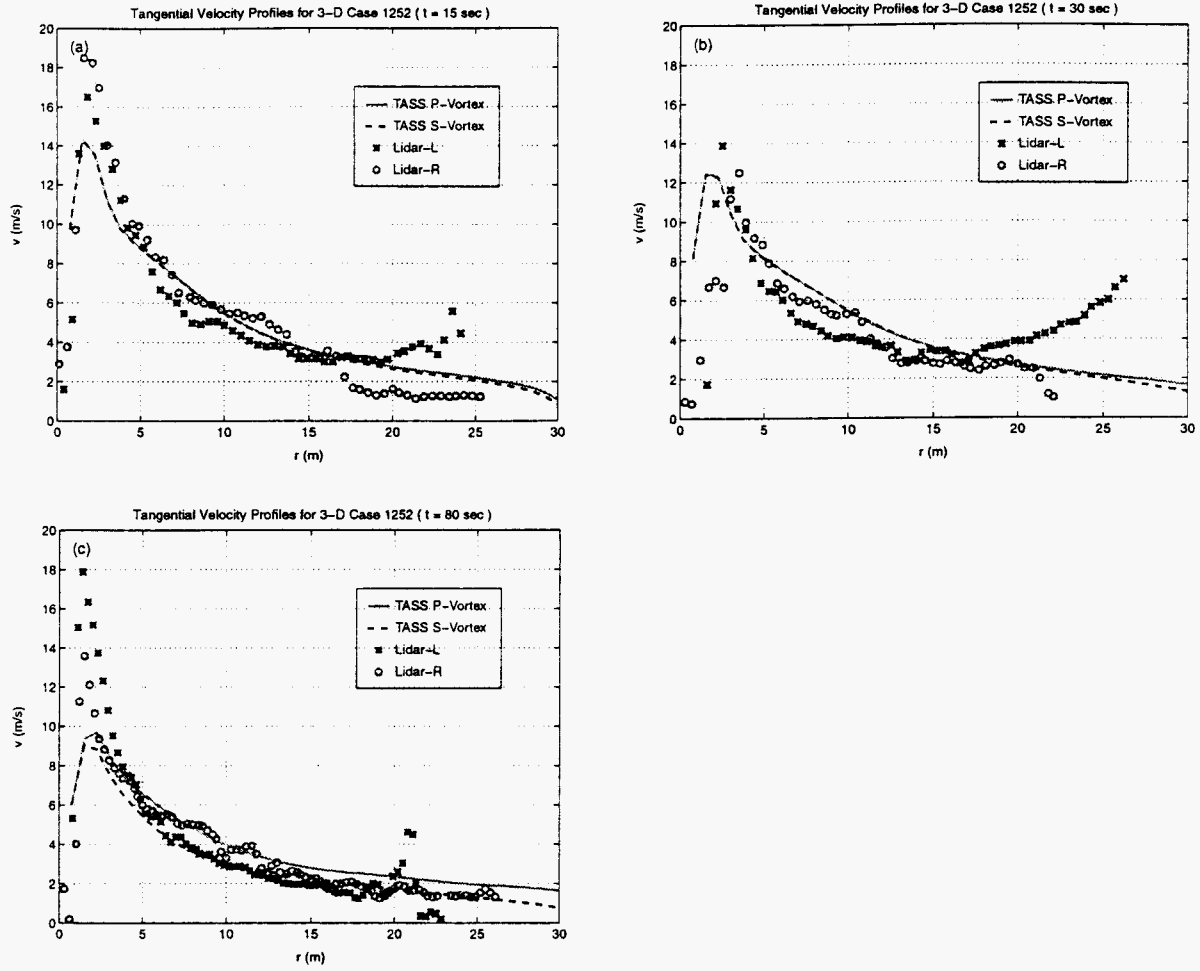 Tangential Velocity Profiles for 3-D Case 1252 ( t = 15 sec )
(a)
20
18
16
14
12
10
8
6
4
2
0
v (m/s)
TASS P-Vortex
TASS S-Vortex
Lidar-L
Lidar-R
0 5 10 15 20 25 30
r (m)
Tangential Velocity Profiles for 3-D Case 1252 ( t = 30 sec )
(b)
20
18
16
14
12
10
8
6
4
2
0
v (m/s)
TASS P-Vortex
TASS S-Vortex
Lidar-L
Lidar-R
0 5 10 15 20 25 30
r (m)
Tangential Velocity Profiles for 3-D Case 1252 ( t = 80 sec )
(c)
20
18
16
14
12
10
8
6
4
2
0
v (m/s)
TASS P-Vortex
TASS S-Vortex
Lidar-L
Lidar-R
0 5 10 15 20 25 30
r (m)